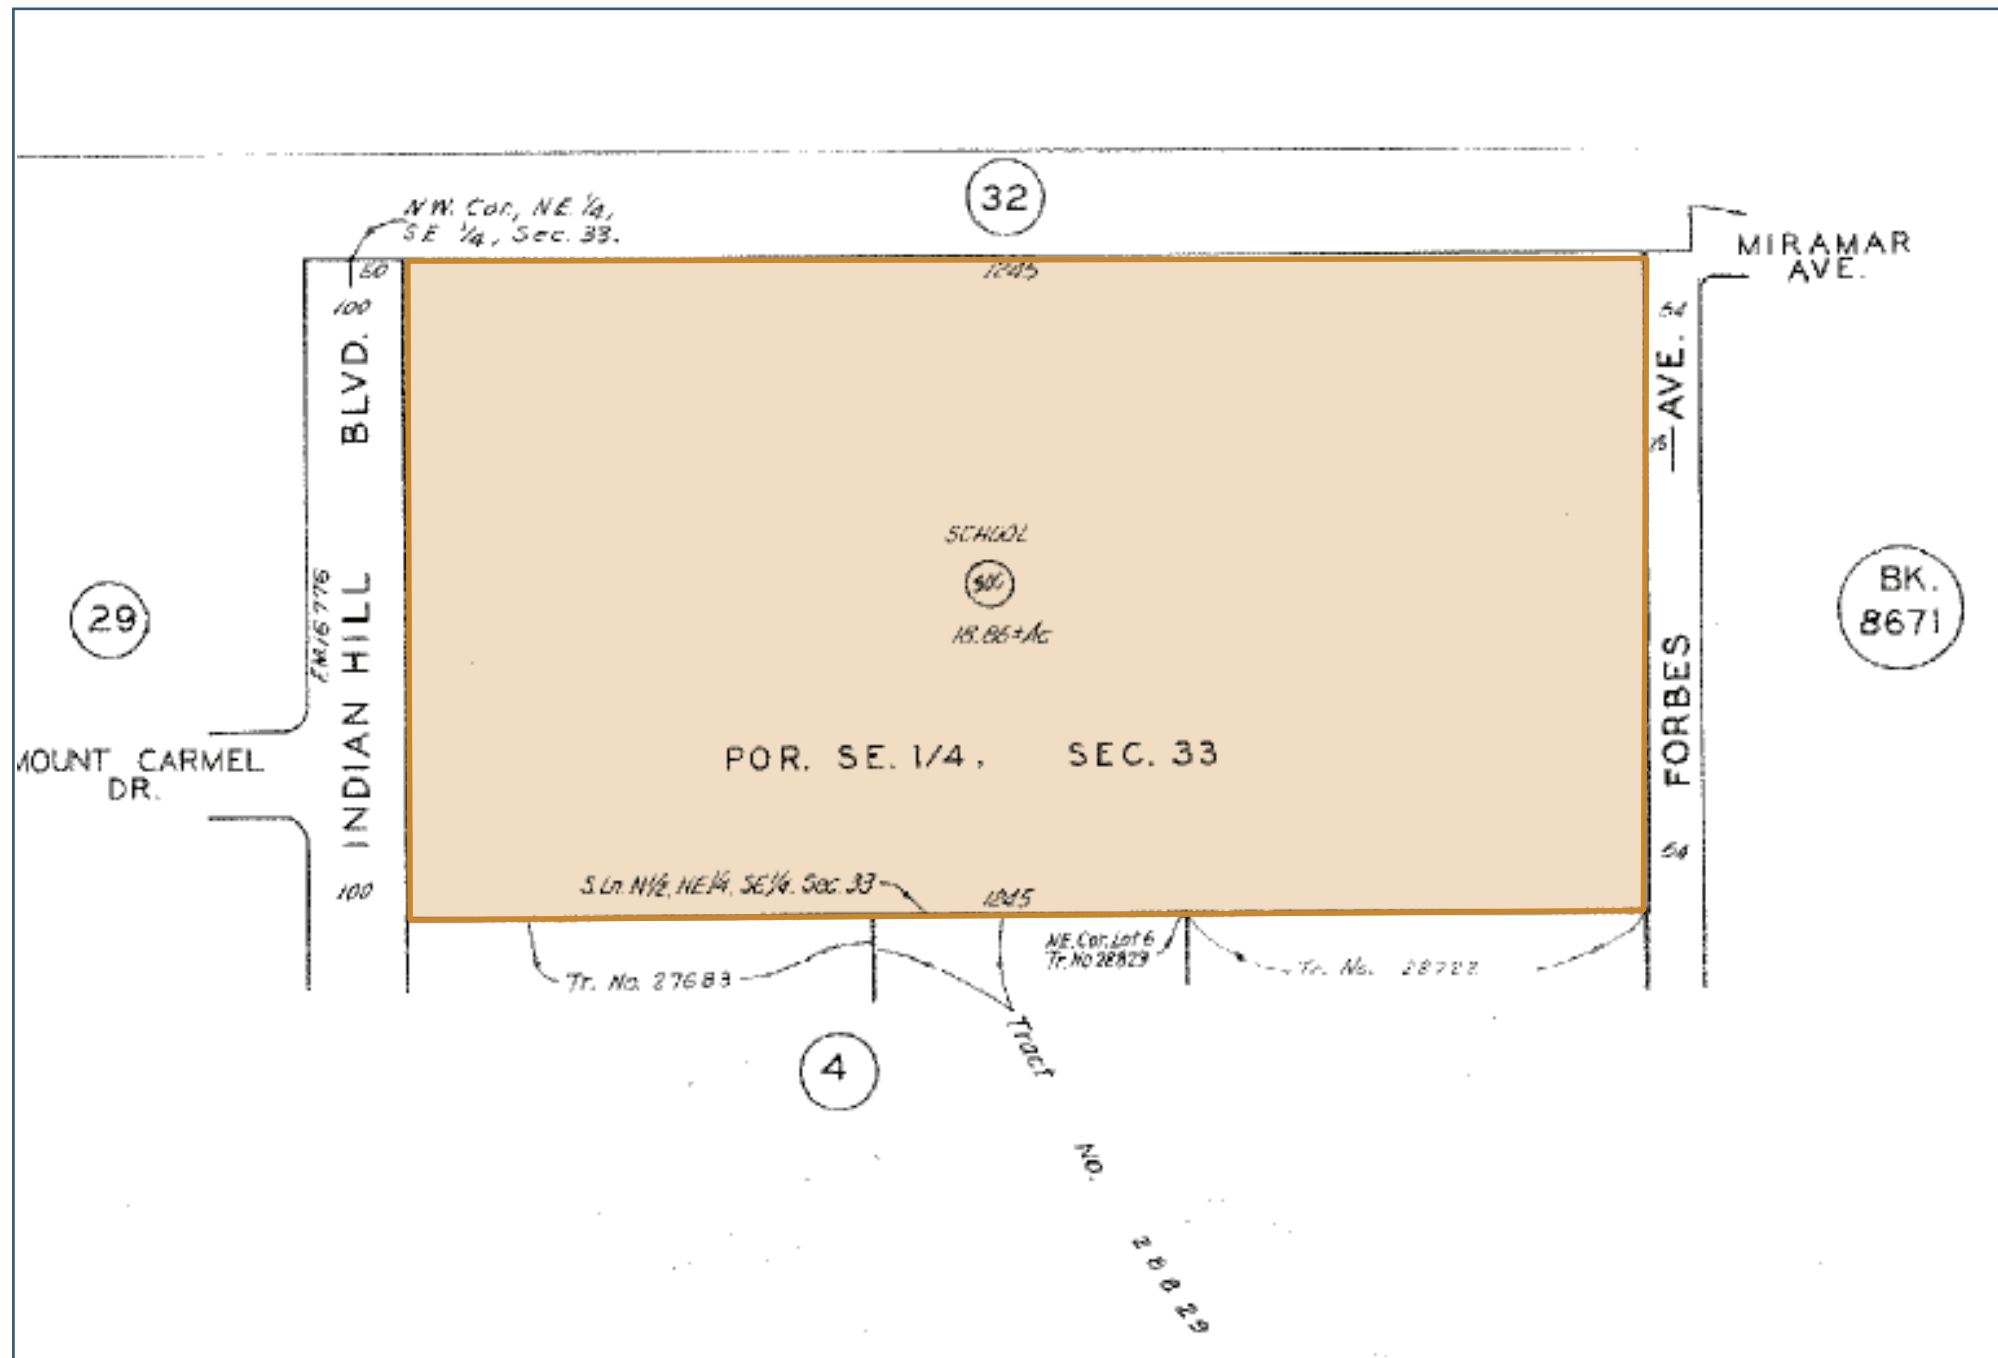 32
N.W. Cor., N.E. 1/4,
S.E 1/4, Sec. 33.
MIRAMAR
AVE.
50
1245
100
54
BLVD.
AVE.
SCHOOL
18.86±Ac
29
INDIAN HILL
FORBES
BK.
8671
POR. SE. 1/4, SEC. 33
MOUNT CARMEL
DR.
54
S. Ln. N1/2, NE1/4, SE1/4. Sec. 33
1245
100
NE. Cor. Lot 6
Tr. No 28829
Tr. No. 27683
Tr. No. 28722
Tract
4
No.
28829